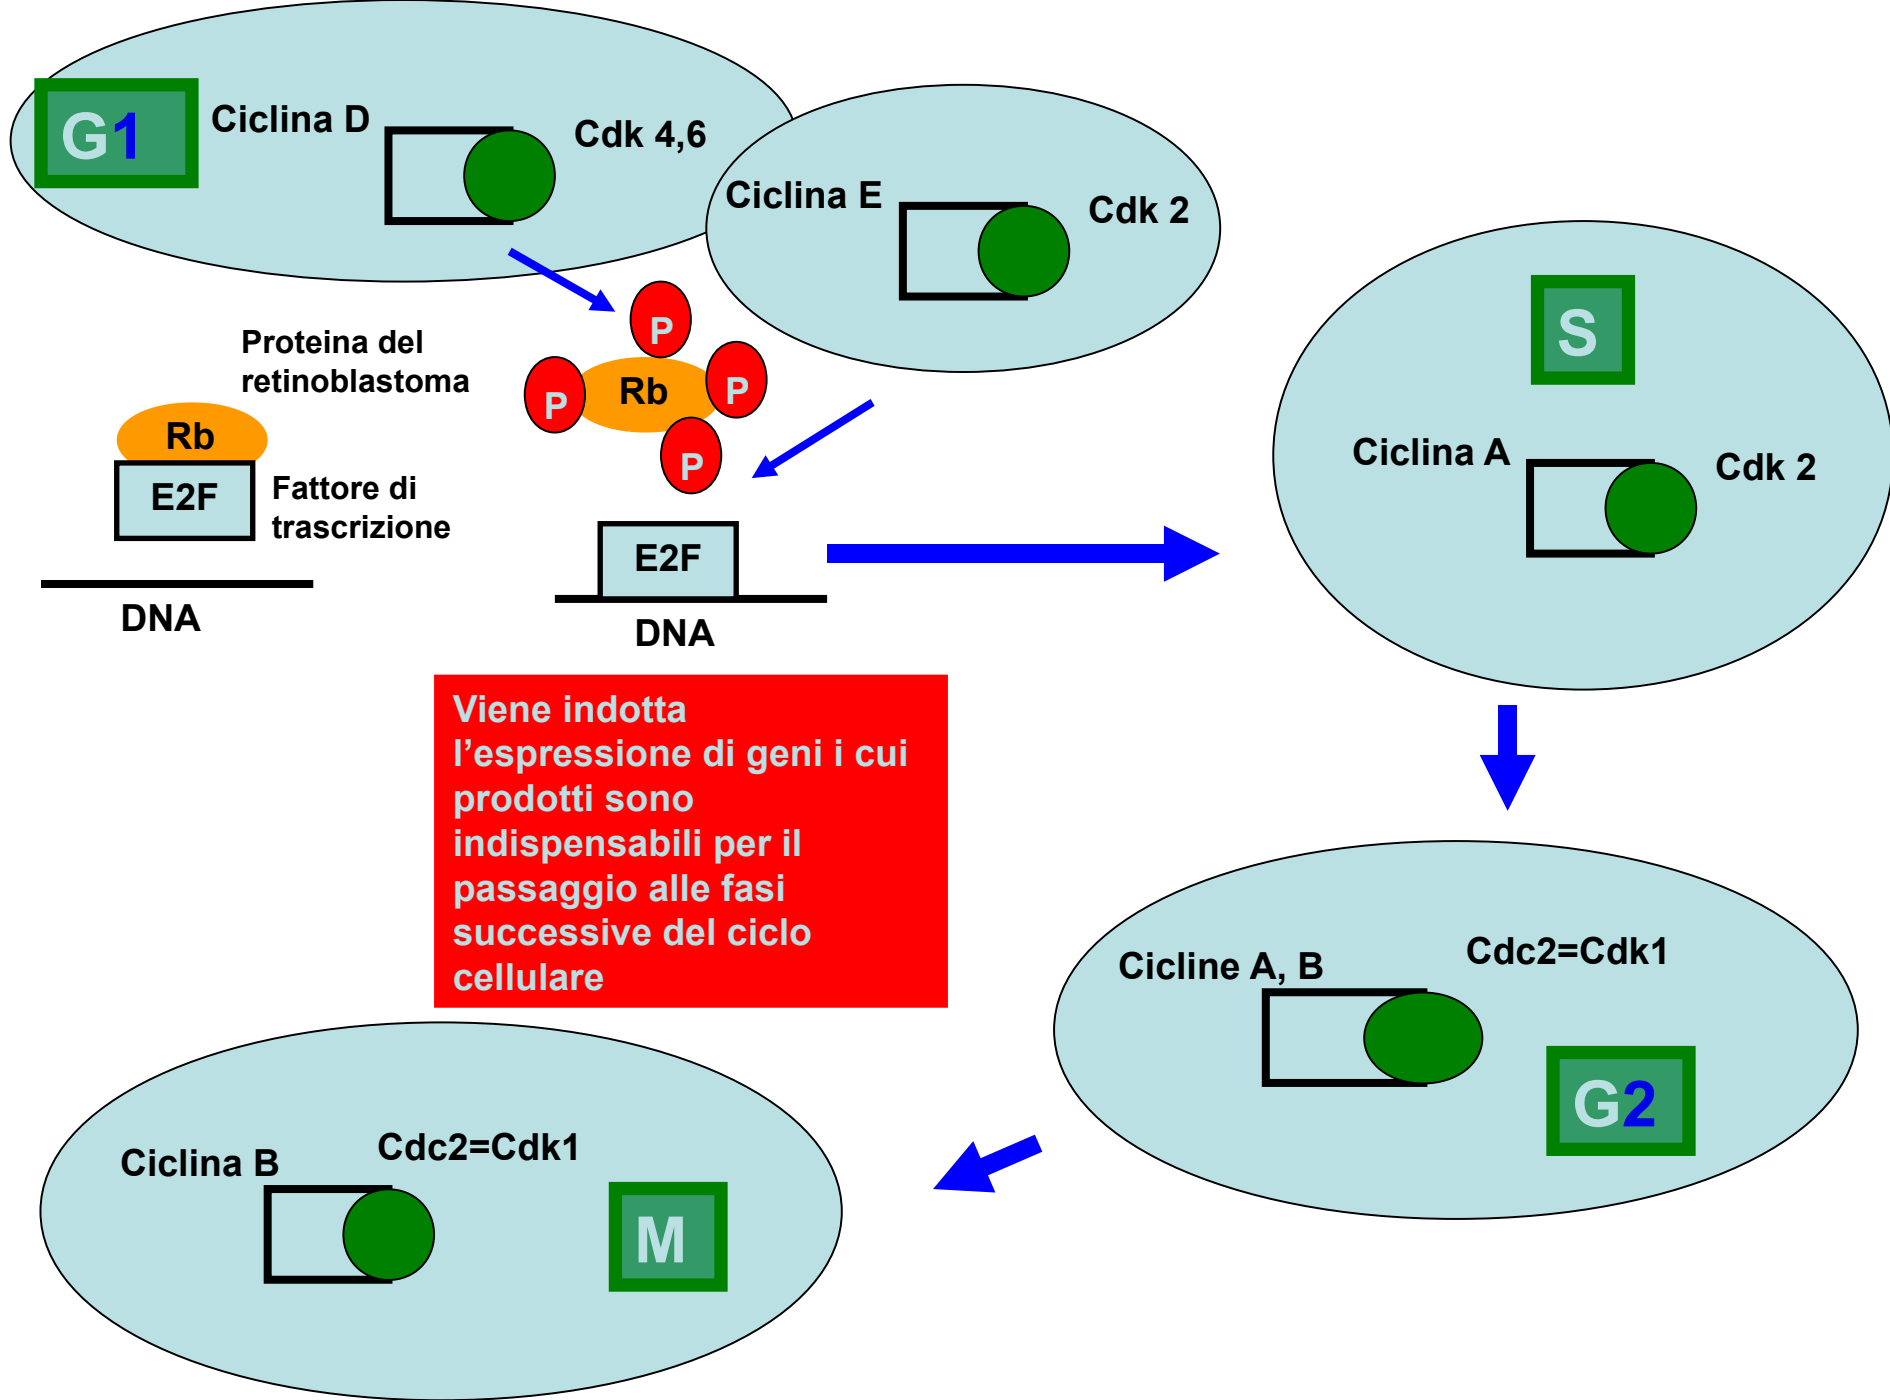 G1
Ciclina D
Cdk 4,6
Ciclina E
Cdk 2
Proteina del
retinoblastoma
Rb
E2F
Fattore di
trascrizione
DNA
P
P
Rb
P
P
E2F
DNA
S
Ciclina A
Cdk 2
Viene indotta
l’espressione di geni i cui
prodotti sono
indispensabili per il
passaggio alle fasi
successive del ciclo
cellulare
Cicline A, B
Cdc2=Cdk1
G2
Ciclina B
Cdc2=Cdk1
M